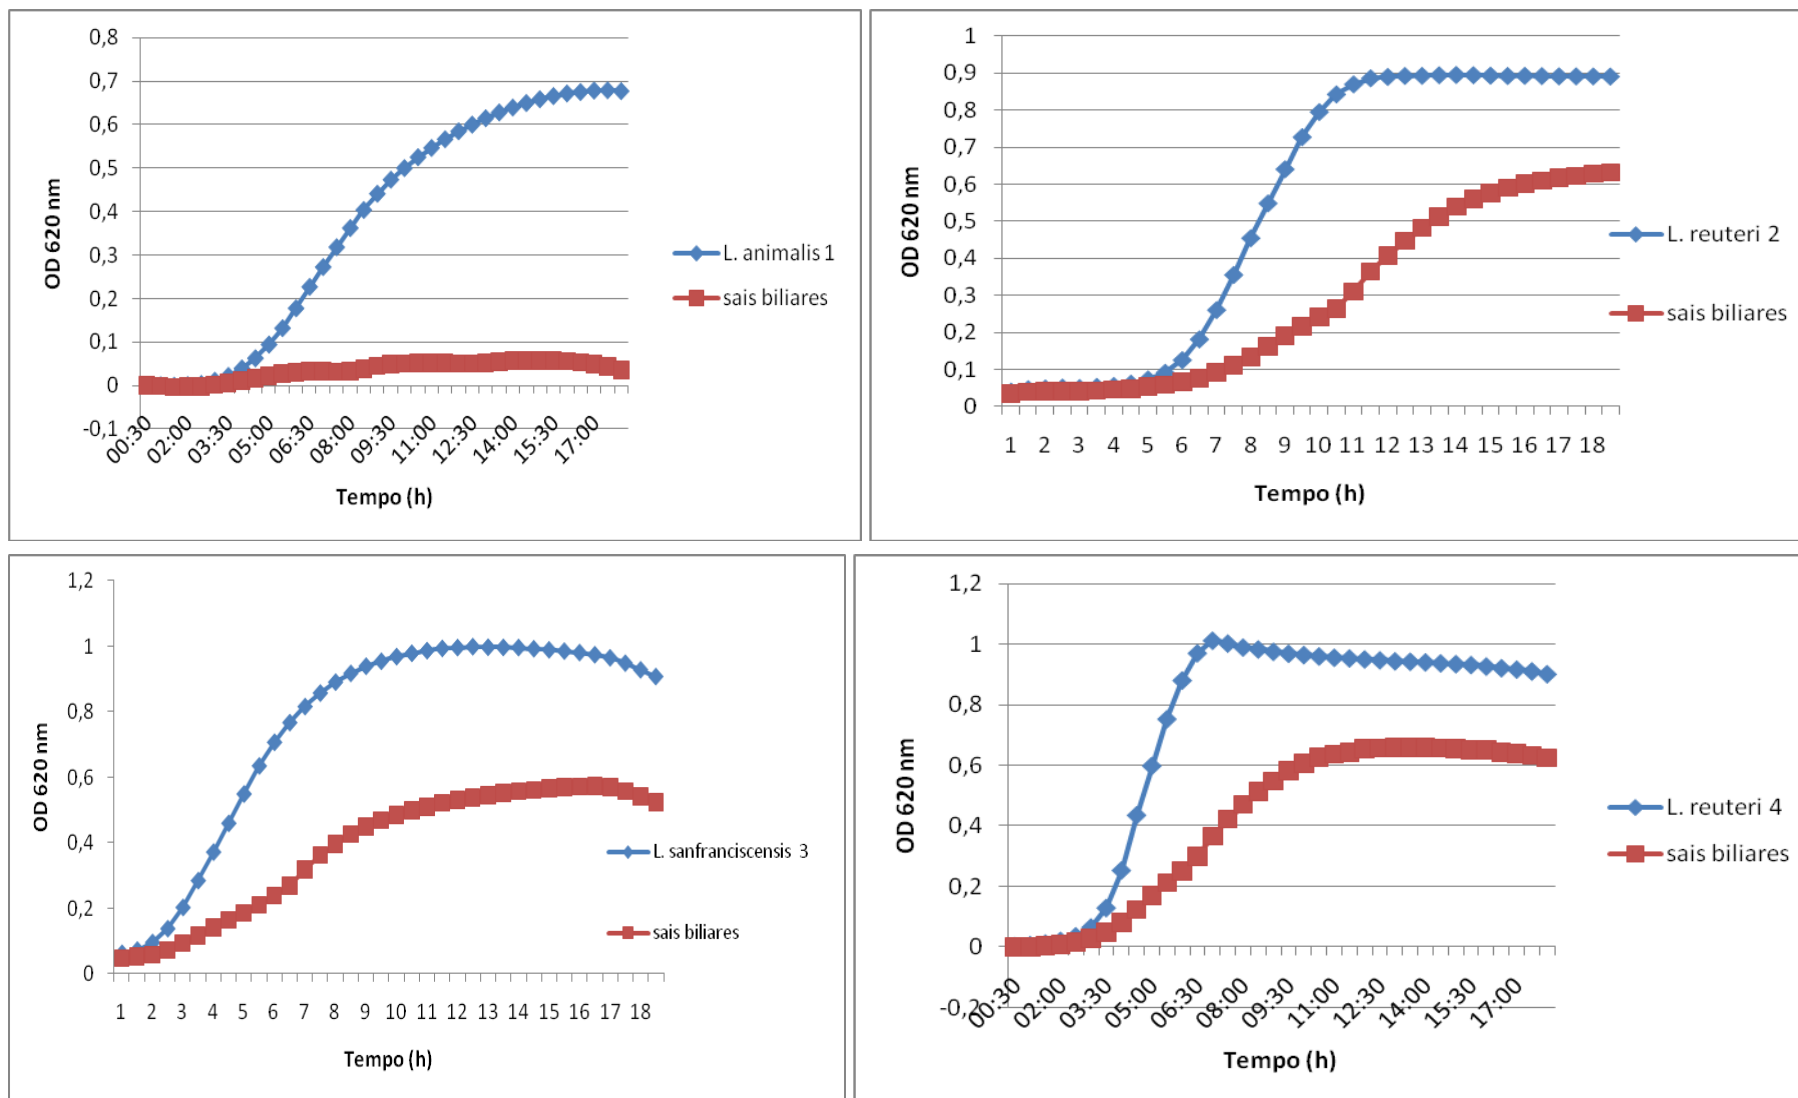 0,8
0,7
0,6
0,5
0,4
0,3
0,2
0,1
0
-0,1
OD 620 nm
00:30 02:00 03:30 05:00 06:30 08:00 09:30 11:00 12:30 14:00 15:30 17:00
Tempo (h)
L. animalis 1
sais biliares
1
0,9
0,8
0,7
0,6
0,5
0,4
0,3
0,2
0,1
0
OD 620 nm
1 2 3 4 5 6 7 8 9 10 11 12 13 14 15 16 17 18
Tempo (h)
L. reuteri 2
sais biliares
1,2
1
0,8
0,6
0,4
0,2
0
OD 620 nm
1 2 3 4 5 6 7 8 9 10 11 12 13 14 15 16 17 18
Tempo (h)
L. sanfranciscensis 3
sais biliares
1,2
1
0,8
0,6
0,4
0,2
0
-0,2
OD 620 nm
00:30 02:00 03:30 05:00 06:30 08:00 09:30 11:00 12:30 14:00 15:30 17:00
Tempo (h)
L. reuteri 4
sais biliares